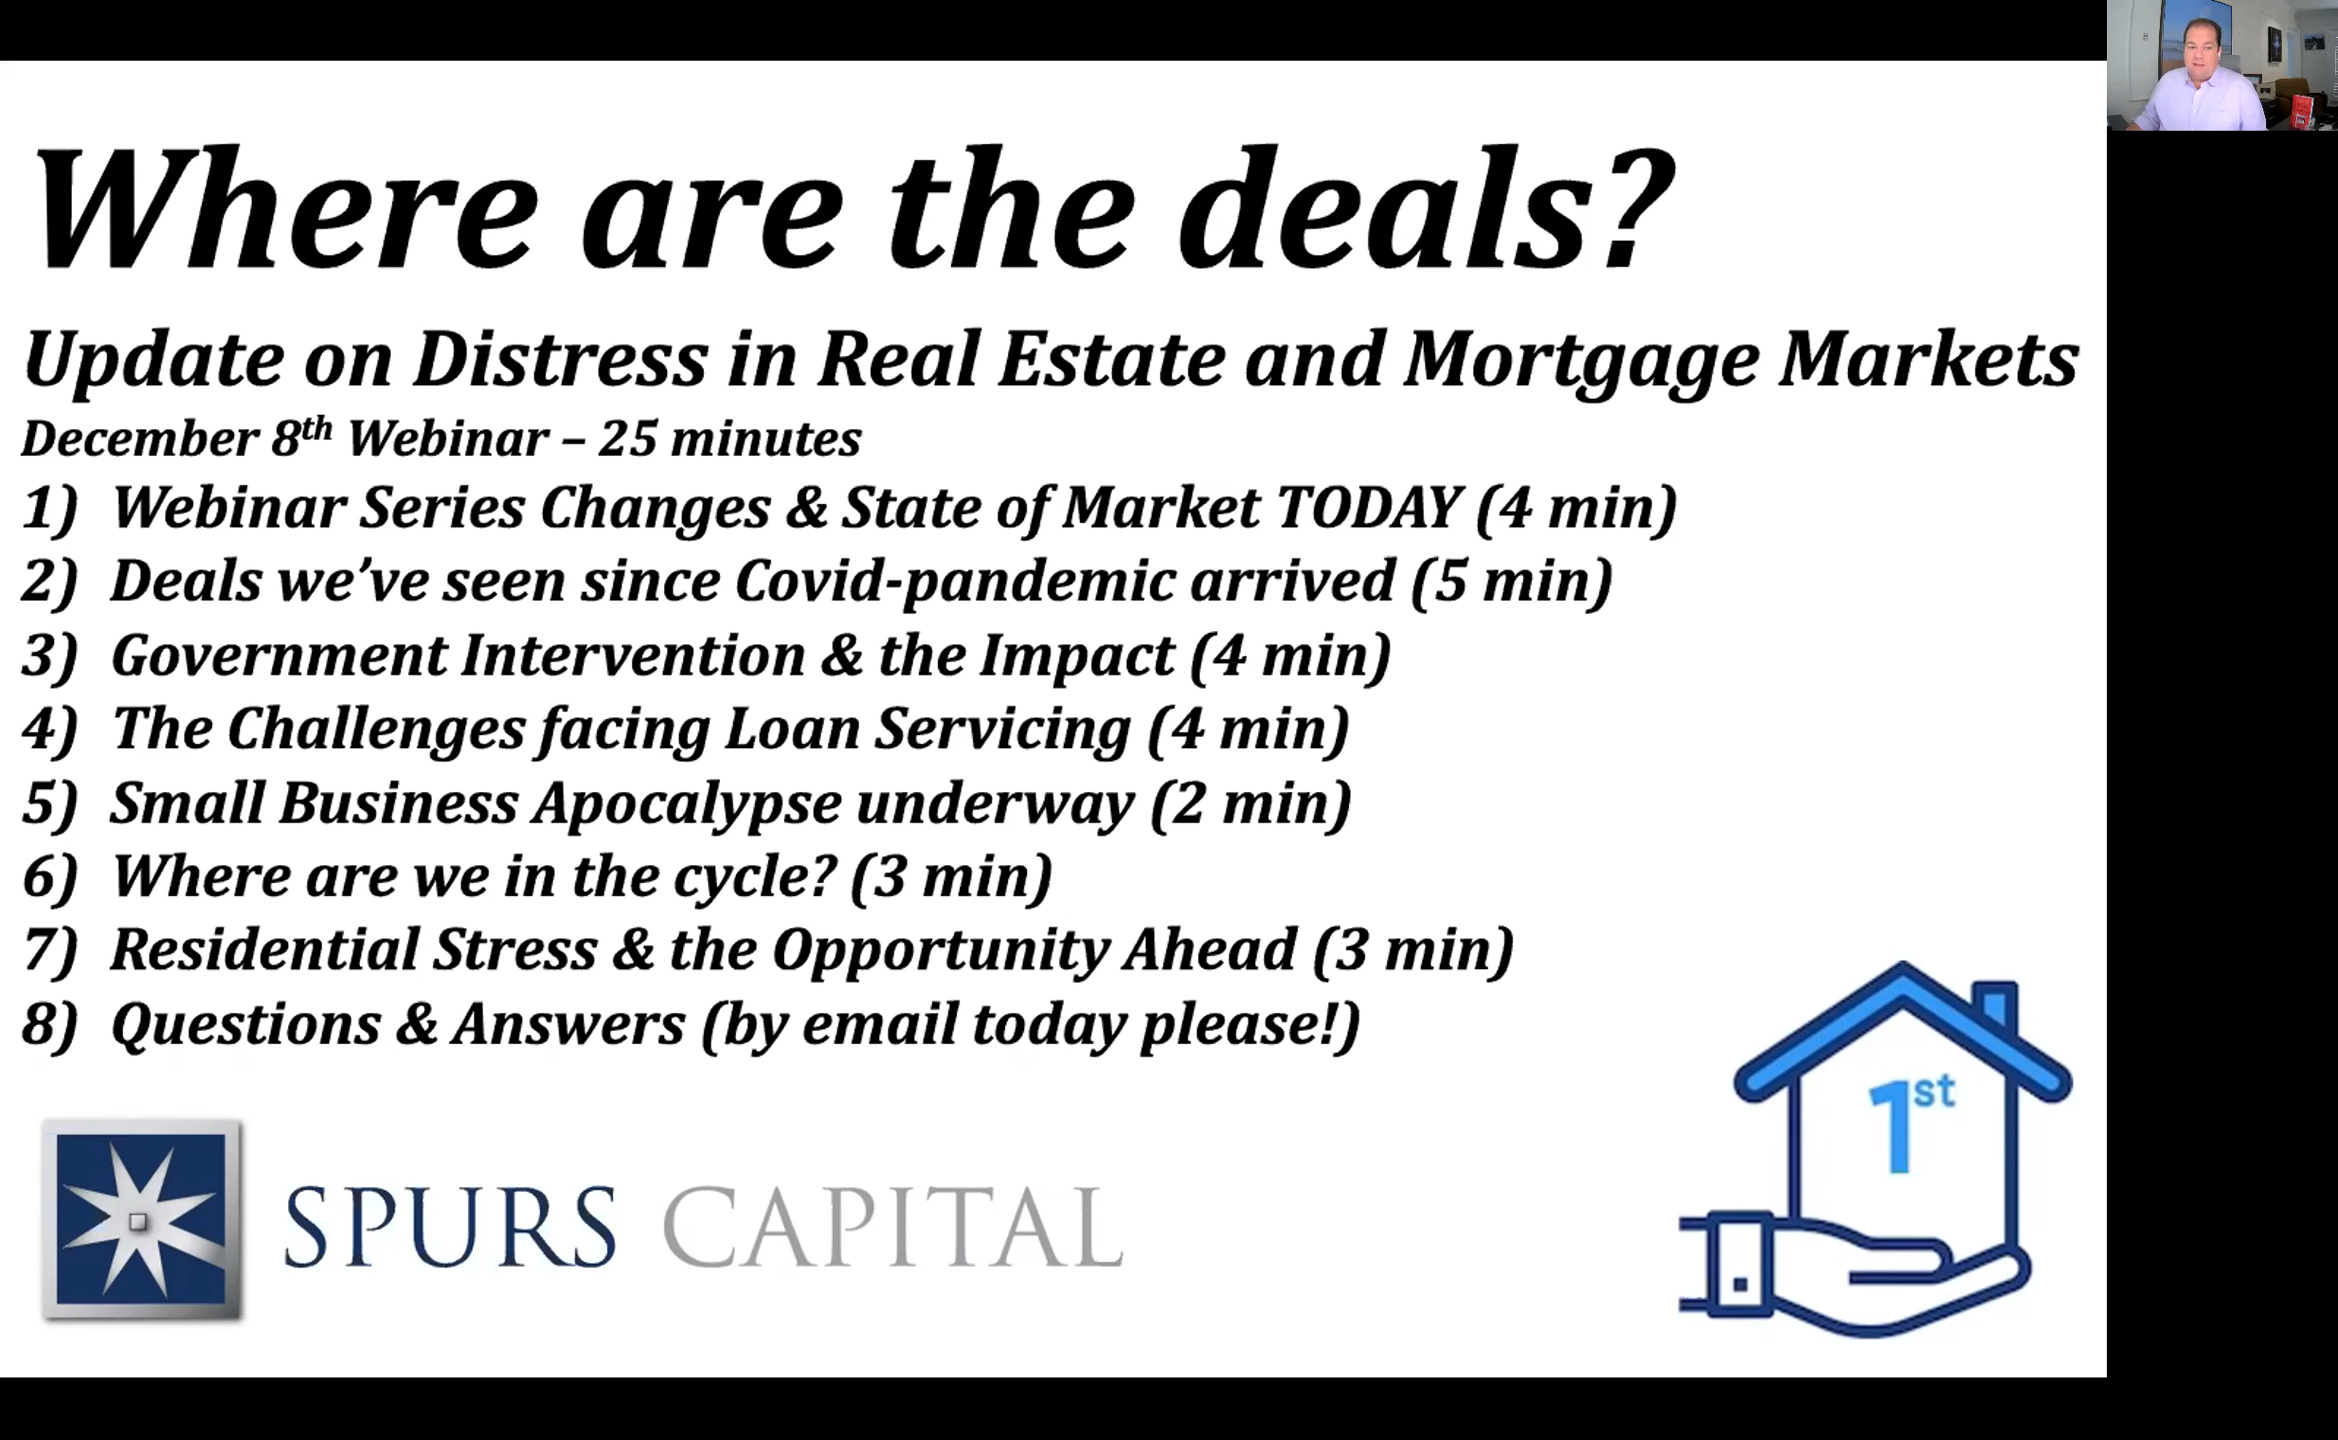 Where are the deals?
Update on Distress in Real Estate and Mortgage Markets
December 8th Webinar – 25 minutes
1) Webinar Series Changes & State of Market TODAY (4 min)
2) Deals we’ve seen since Covid-pandemic arrived (5 min)
3) Government Intervention & the Impact (4 min)
4) The Challenges facing Loan Servicing (4 min)
5) Small Business Apocalypse underway (2 min)
6) Where are we in the cycle? (3 min)
7) Residential Stress & the Opportunity Ahead (3 min)
8) Questions & Answers (by email today please!)
1st
SPURS CAPITAL